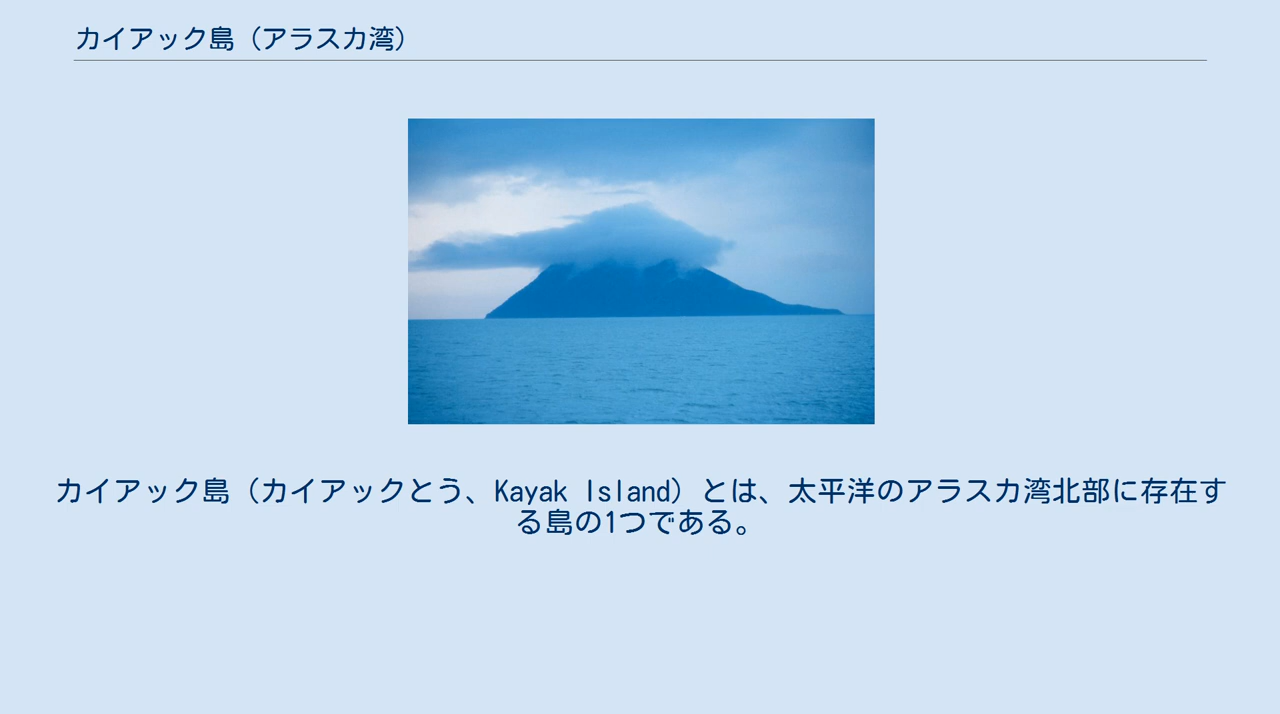 カイアック島（アラスカ湾）
カイアック島（カイアックとう、Kayak Island）とは、太平洋のアラスカ湾北部に存在す
る島の1つである。